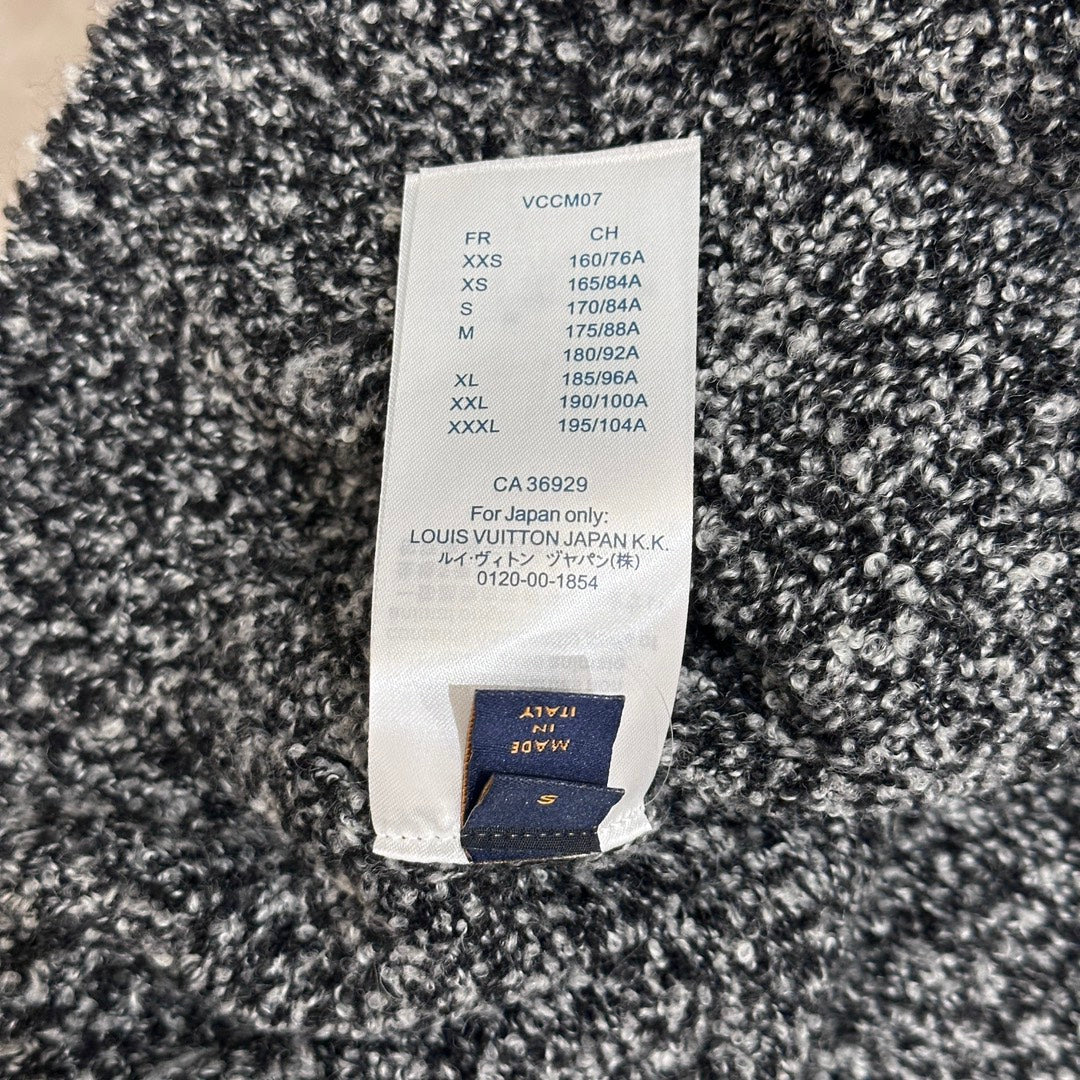 VCCM07
FR CH
XXS 160/76A
XS 165/84A
S 170/84A
M 175/88A
180/92A
XL 185/96A
XXL 190/100A
XXXL 195/104A
CA 36929
For Japan only:
LOUIS VUITTON JAPAN K.K.
ルイ・ヴィトン ヅヤパン(株)
0120-00-1854
MADE
IN
ITALY
S